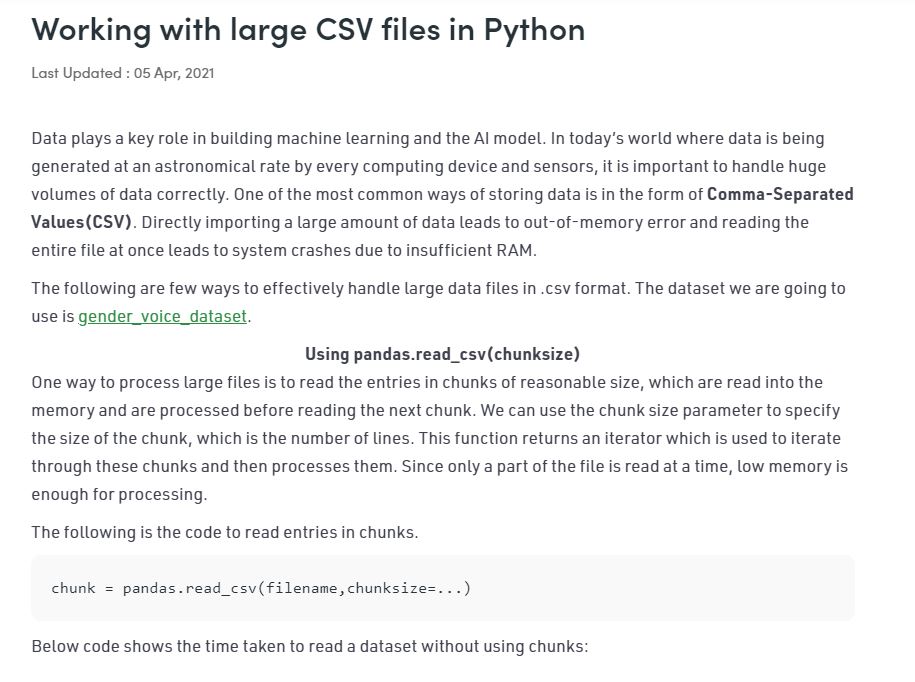 Working with large CSV files in Python
Last Updated : 05 Apr, 2021
Data plays a key role in building machine learning and the AI model. In today’s world where data is being
generated at an astronomical rate by every computing device and sensors, it is important to handle huge
volumes of data correctly. One of the most common ways of storing data is in the form of Comma-Separated
Values(CSV). Directly importing a large amount of data leads to out-of-memory error and reading the
entire file at once leads to system crashes due to insufficient RAM.
The following are few ways to effectively handle large data files in .csv format. The dataset we are going to
use is gender_voice_dataset.
Using pandas.read_csv(chunksize)
One way to process large files is to read the entries in chunks of reasonable size, which are read into the
memory and are processed before reading the next chunk. We can use the chunk size parameter to specify
the size of the chunk, which is the number of lines. This function returns an iterator which is used to iterate
through these chunks and then processes them. Since only a part of the file is read at a time, low memory is
enough for processing.
The following is the code to read entries in chunks.
chunk = pandas.read_csv(filename,chunksize=...)
Below code shows the time taken to read a dataset without using chunks: